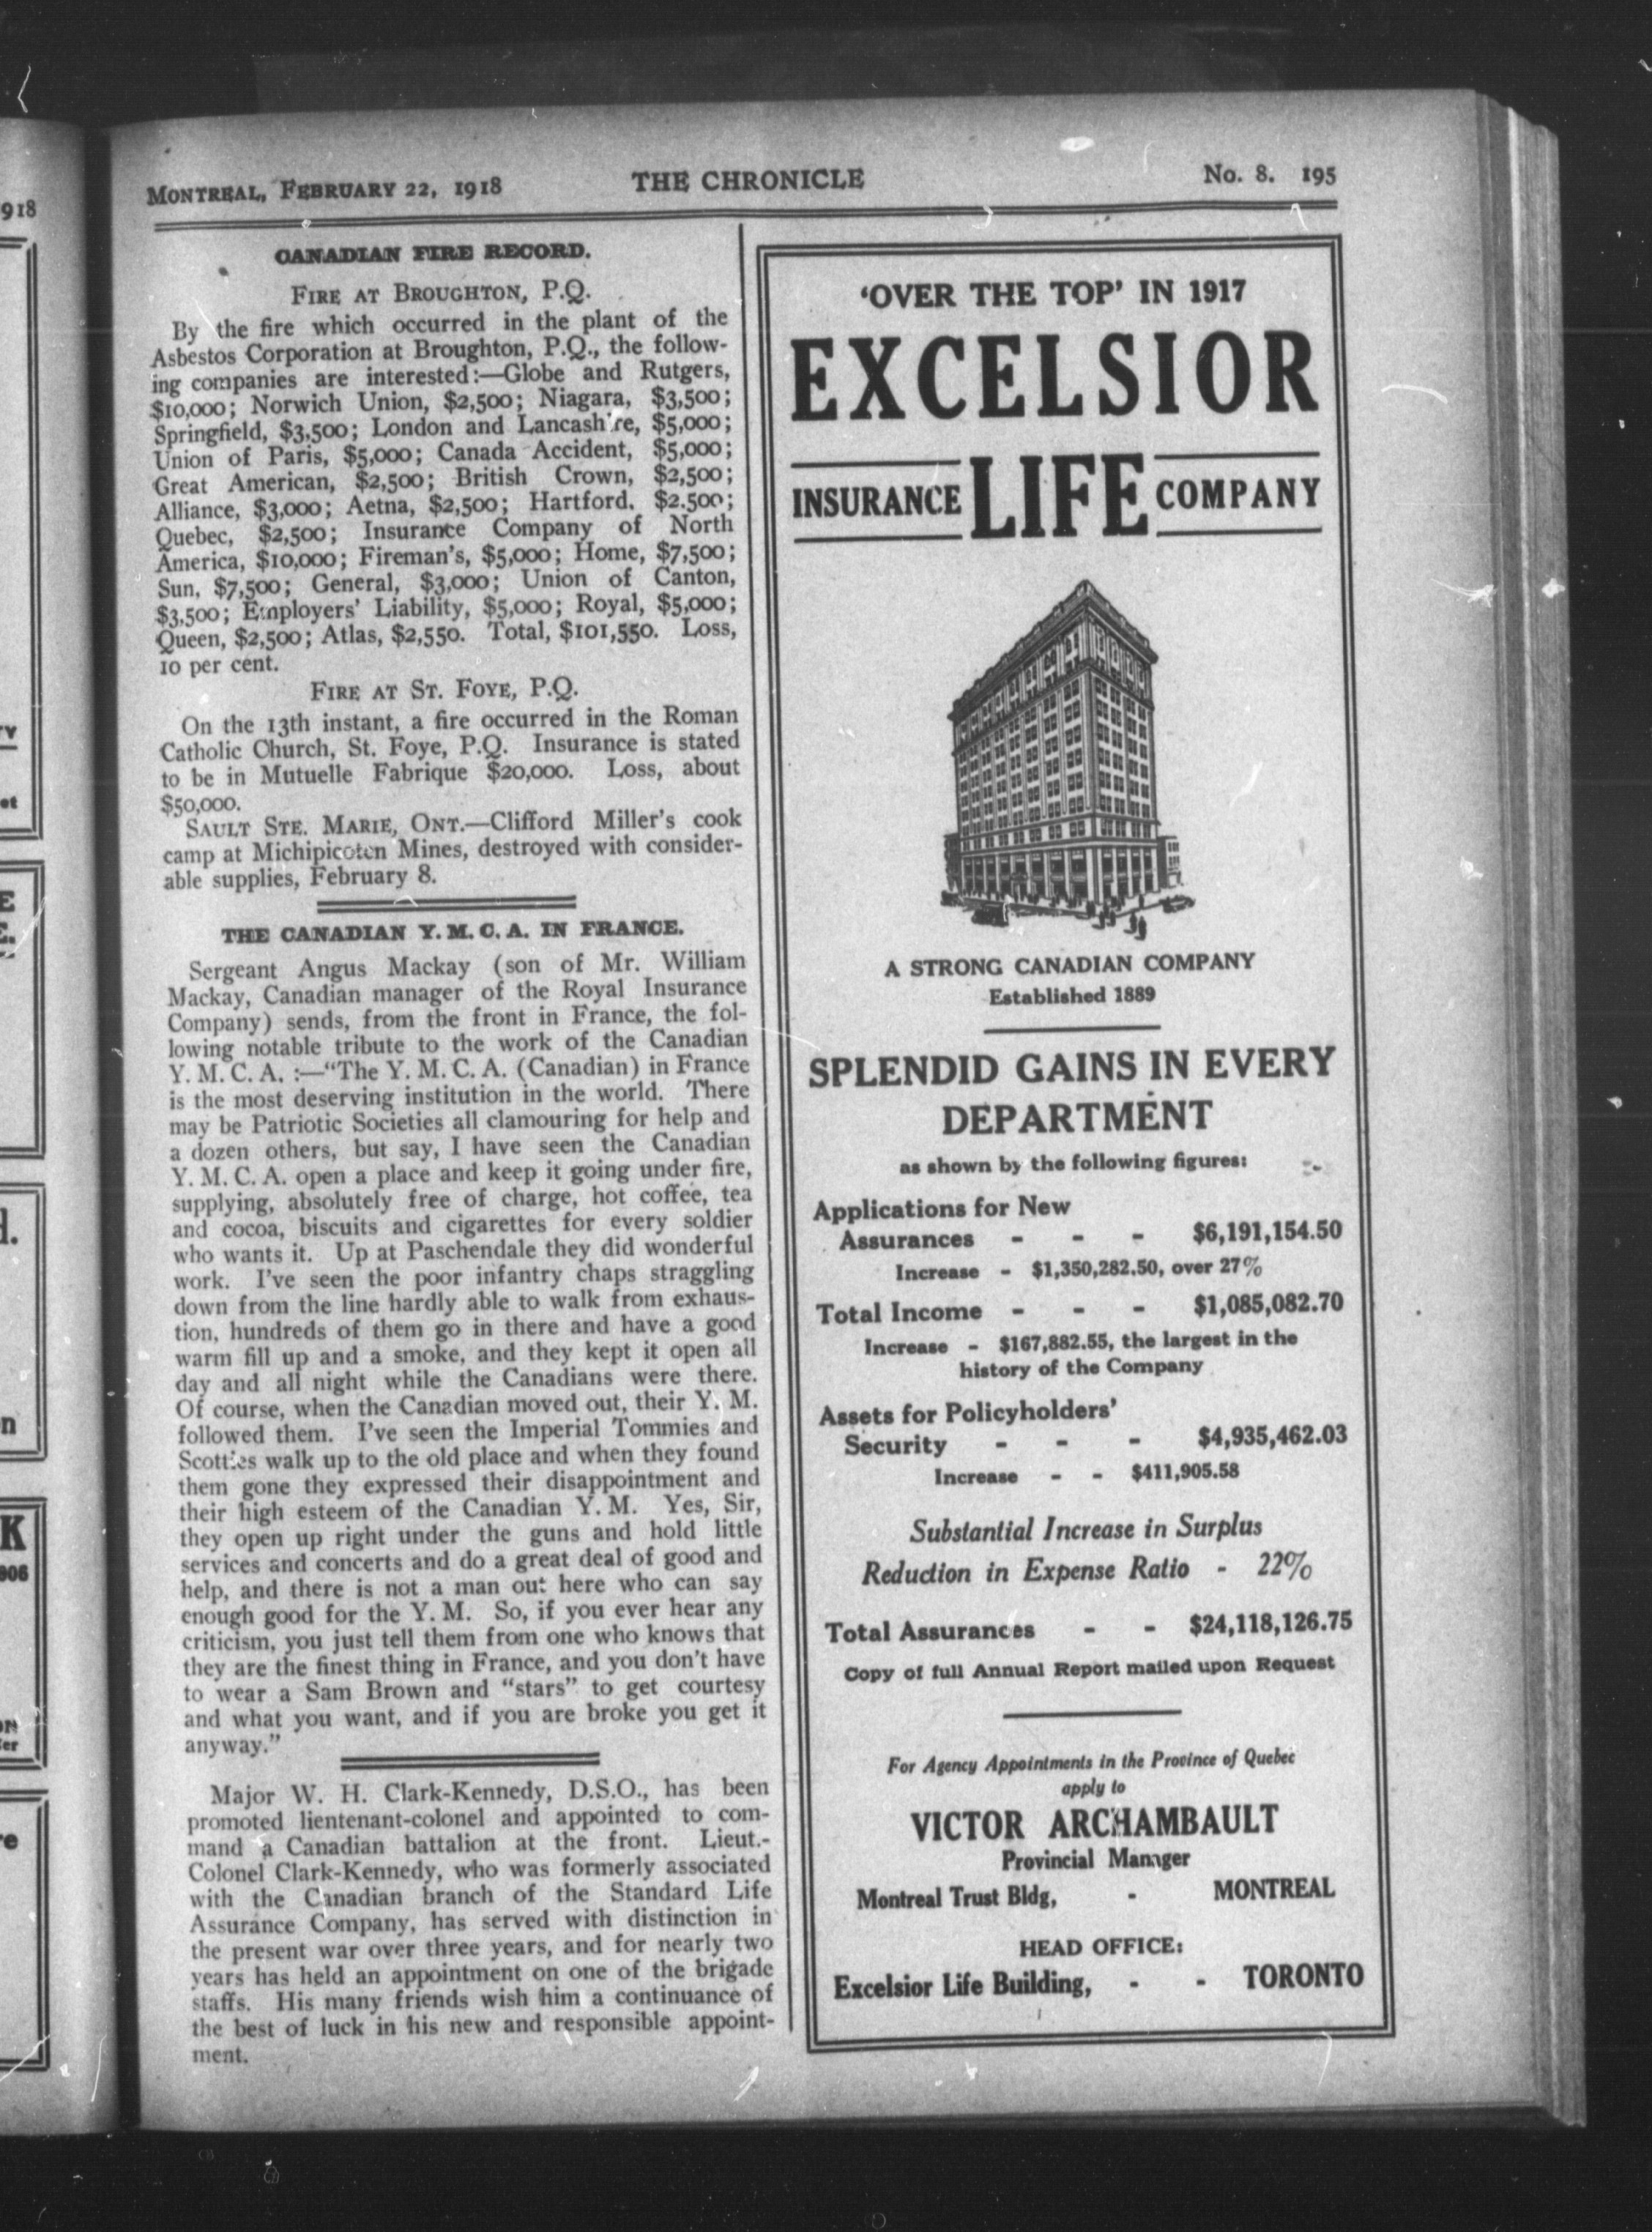 MONTREAL, FEBRUARY 22, 1918
THE CHRONICLE
No. 8. 195
CANADIAN FIRE RECORD.
FIRE AT BROUGHTON, P.Q.
By the fire which occurred in the plant of the
Asbestos Corporation at Broughton, P.Q., the follow-
ing companies are interested:—Globe and Rutgers,
$10,000; Norwich Union, $2,500; Niagara, $3,500;
Springfield, $3,500; London and Lancashire, $5,000;
Union of Paris, $5,000; Canada Accident, $5,000;
Great American, $2,500; British Crown, $2,500;
Alliance, $3,000; Aetna, $2,500; Hartford. $2.500;
Quebec, $2,500; Insurance Company of North
America, $10,000; Fireman's, $5,000; Home, $7,500;
Sun, $7,500; General, $3,000; Union of Canton,
$3,500; Employers' Liability, $5,000; Royal, $5,000;
Queen, $2,500; Atlas, $2,550. Total, $101,550. Loss,
10 per cent.
FIRE AT ST. FOYE, P.Q.
On the 13th instant, a fire occurred in the Roman
Catholic Church, St. Foye, P.Q. Insurance is stated
to be in Mutuelle Fabrique $20,000. Loss, about
$50,000.
SAULT STE. MARIE, ONT.—Clifford Miller's cook
camp at Michipicoten Mines, destroyed with consider-
able supplies, February 8.
THE CANADIAN Y. M. C. A. IN FRANCE.
Sergeant Angus Mackay (son of Mr. William
Mackay, Canadian manager of the Royal Insurance
Company) sends, from the front in France, the fol-
lowing notable tribute to the work of the Canadian
Y. M. C. A. :—"The Y. M. C. A. (Canadian) in France
is the most deserving institution in the world. There
may be Patriotic Societies all clamouring for help and
a dozen others, but say, I have seen the Canadian
Y. M. C. A. open a place and keep it going under fire,
supplying, absolutely free of charge, hot coffee, tea
and cocoa, biscuits and cigarettes for every soldier
who wants it. Up at Paschendale they did wonderful
work. I've seen the poor infantry chaps straggling
down from the line hardly able to walk from exhaus-
tion, hundreds of them go in there and have a good
warm fill up and a smoke, and they kept it open all
day and all night while the Canadians were there.
Of course, when the Canadian moved out, their Y. M.
followed them. I've seen the Imperial Tommies and
Scotties walk up to the old place and when they found
them gone they expressed their disappointment and
their high esteem of the Canadian Y. M. Yes, Sir,
they open up right under the guns and hold little
services and concerts and do a great deal of good and
help, and there is not a man out here who can say
enough good for the Y. M. So, if you ever hear any
criticism, you just tell them from one who knows that
they are the finest thing in France, and you don't have
to wear a Sam Brown and "stars" to get courtesy
and what you want, and if you are broke you get it
anyway."
Major W. H. Clark-Kennedy, D.S.O., has been
promoted lientenant-colonel and appointed to com-
mand a Canadian battalion at the front. Lieut.-
Colonel Clark-Kennedy, who was formerly associated
with the Canadian branch of the Standard Life
Assurance Company, has served with distinction in
the present war over three years, and for nearly two
years has held an appointment on one of the brigade
staffs. His many friends wish him a continuance of
the best of luck in his new and responsible appoint-
ment.
'OVER THE TOP' IN 1917
EXCELSIOR
INSURANCE LIFE COMPANY
A STRONG CANADIAN COMPANY
Established 1889
SPLENDID GAINS IN EVERY
DEPARTMENT
as shown by the following figures:
Applications for New
Assurances - - - $6,191,154.50
Increase - $1,350,282.50, over 27%
Total Income - - - $1,085,082.70
Increase - $167,882.55, the largest in the
history of the Company
Assets for Policyholders'
Security - - - $4,935,462.03
Increase - - $411,905.58
Substantial Increase in Surplus
Reduction in Expense Ratio - 22%
Total Assurances - - $24,118,126.75
Copy of full Annual Report mailed upon Request
For Agency Appointments in the Province of Quebec
apply to
VICTOR ARCHAMBAULT
Provincial Manager
Montreal Trust Bldg, - MONTREAL
HEAD OFFICE:
Excelsior Life Building, - - TORONTO